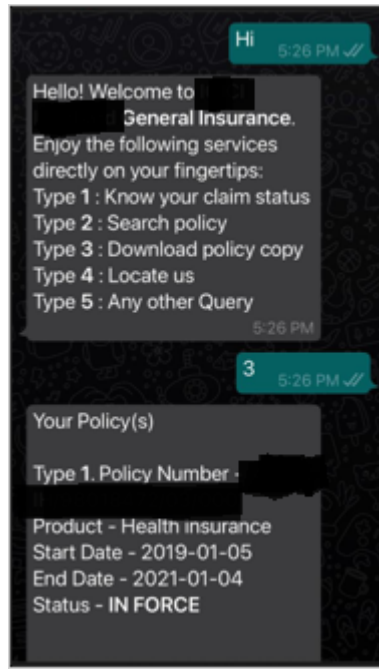 Hi
5:26 PM
Hello! Welcome to
General Insurance.
Enjoy the following services
directly on your fingertips:
Type 1 : Know your claim status
Type 2 : Search policy
Type 3 : Download policy copy
Type 4 : Locate us
Type 5 : Any other Query
5:26 PM
3
5:26 PM
Your Policy(s)
Type 1. Policy Number -
Product - Health insurance
Start Date - 2019-01-05
End Date - 2021-01-04
Status - IN FORCE